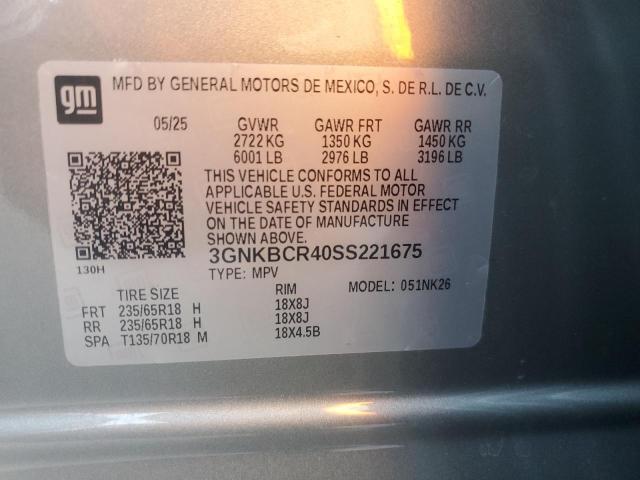 gm
MFD BY GENERAL MOTORS DE MEXICO, S. DE R.L. DE C.V.
05/25 GVWR GAWR FRT GAWR RR
2722 KG 1350 KG 1450 KG
6001 LB 2976 LB 3196 LB
THIS VEHICLE CONFORMS TO ALL
APPLICABLE U.S. FEDERAL MOTOR
VEHICLE SAFETY STANDARDS IN EFFECT
ON THE DATE OF MANUFACTURE
SHOWN ABOVE.
130H
3GNKBCR40SS221675
TYPE: MPV MODEL: 051NK26
TIRE SIZE RIM
FRT 235/65R18 H 18X8J
RR 235/65R18 H 18X8J
SPA T135/70R18 M 18X4.5B